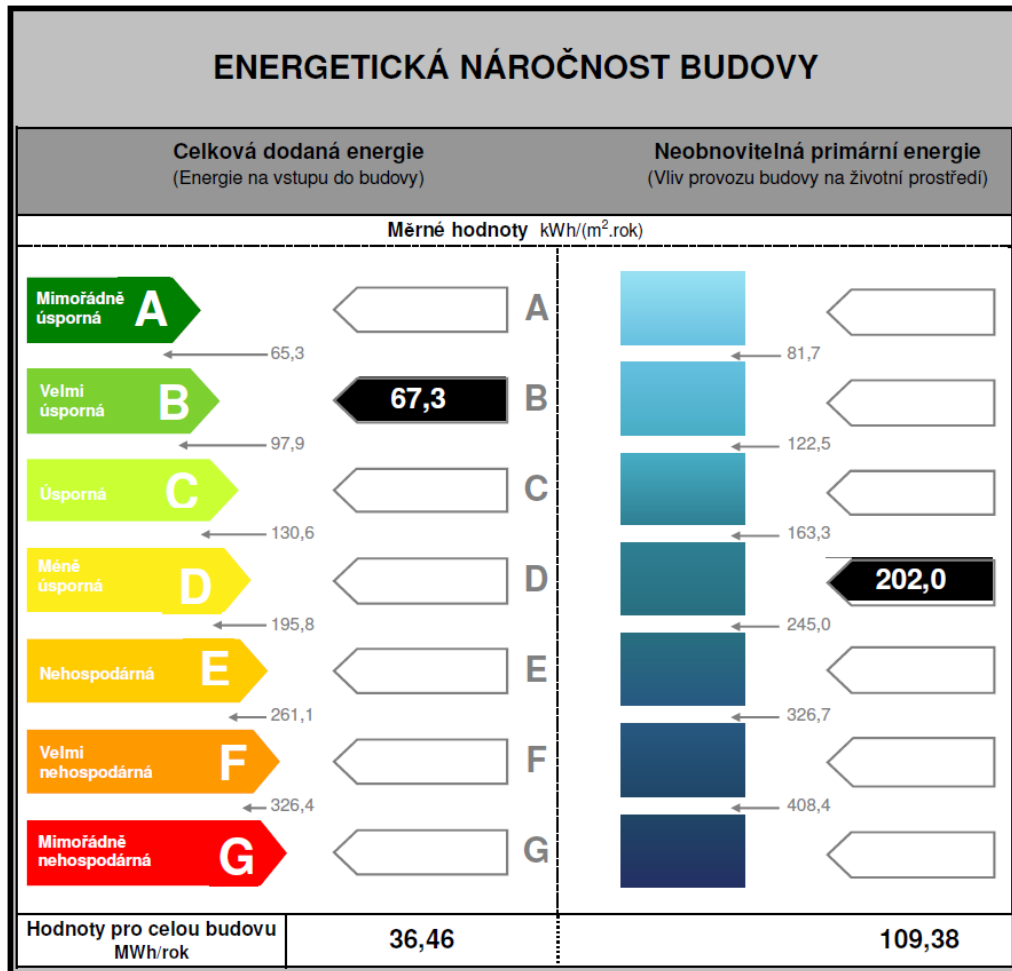 ENERGETICKÁ NÁROČNOST BUDOVY
Celková dodaná energie
(Energie na vstupu do budovy)
Neobnovitelná primární energie
(Vliv provozu budovy na životní prostředí)
Měrné hodnoty kWh/(m².rok)
Mimořádně
úsporná
A
A
65,3
81,7
Velmi
úsporná
B
67,3
B
97,9
122,5
Úsporná
C
C
130,6
163,3
Méně
úsporná
D
D
202,0
195,8
245,0
Nehospodárná
E
E
261,1
326,7
Velmi
nehospodárná
F
F
326,4
408,4
Mimořádně
nehospodárná
G
G
Hodnoty pro celou budovu
MWh/rok
36,46
109,38